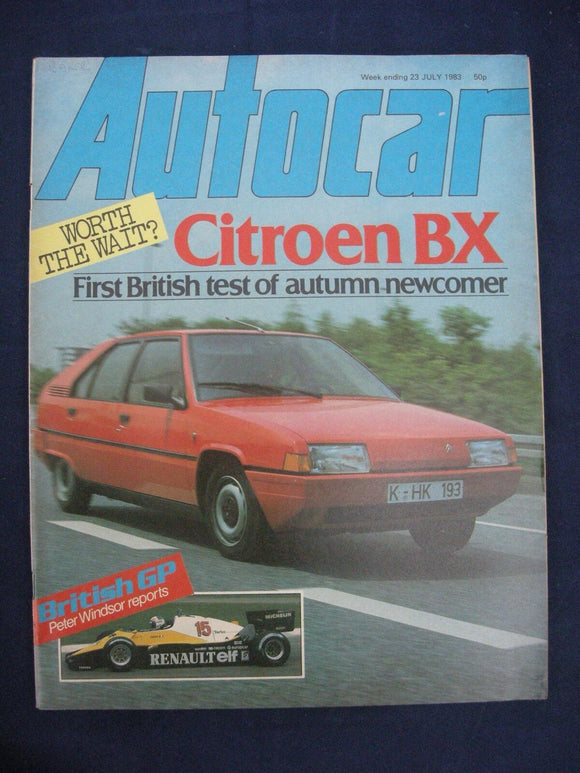 Week ending 23 JULY 1983 50p
Autocar
WORTH
THE WAIT?
Citroen BX
First British test of autumn newcomer
K-HK 193
British GP
Peter Windsor reports
MICHELIN
15
RENAULT elf